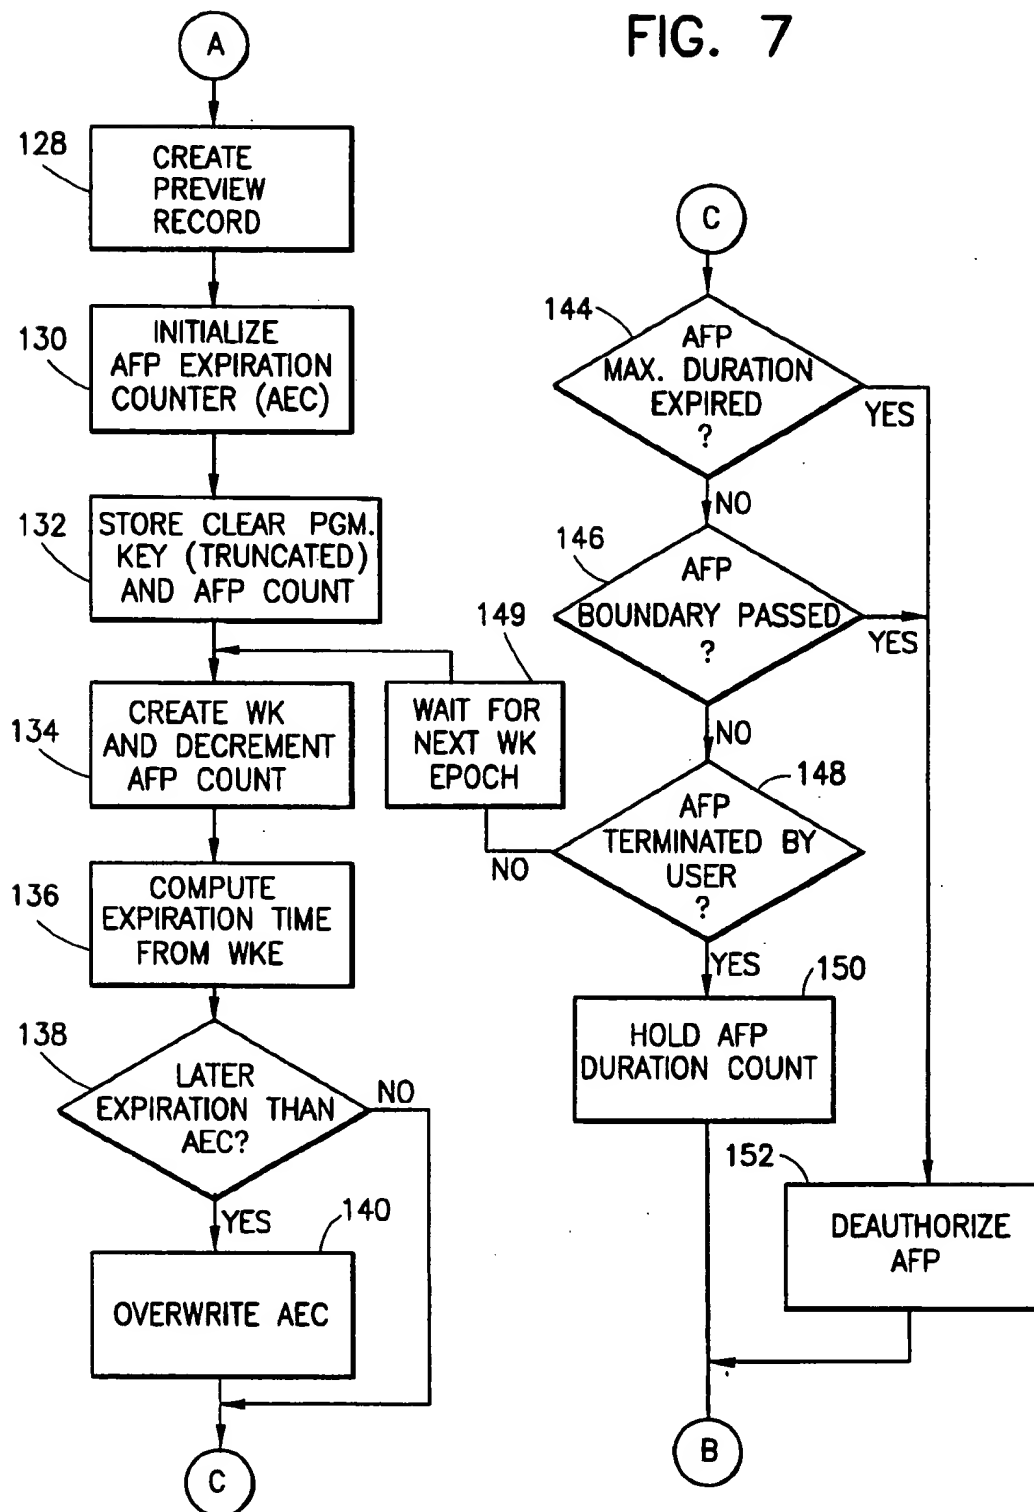 FIG. 7
A
128
CREATE
PREVIEW
RECORD
130
INITIALIZE
AFP EXPIRATION
COUNTER (AEC)
132
STORE CLEAR PGM.
KEY (TRUNCATED)
AND AFP COUNT
134
CREATE WK
AND DECREMENT
AFP COUNT
149
WAIT FOR
NEXT WK
EPOCH
136
COMPUTE
EXPIRATION TIME
FROM WKE
138
LATER
EXPIRATION THAN
AEC?
NO
YES
140
OVERWRITE AEC
C
C
144
AFP
MAX. DURATION
EXPIRED
?
YES
NO
146
AFP
BOUNDARY PASSED
?
YES
NO
148
AFP
TERMINATED BY
USER
?
NO
YES
150
HOLD AFP
DURATION COUNT
152
DEAUTHORIZE
AFP
B